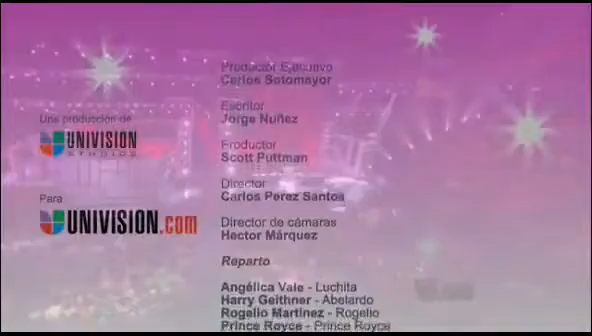 Una producción de
UNIVISION
STUDIOS
Para
UNIVISION.com
Productor Ejecutivo
Carlos Sotomayor
Escritor
Jorge Nuñez
Productor
Scott Puttman
Director
Carlos Perez Santos
Director de cámaras
Hector Márquez
Reparto
Angélica Vale - Luchita
Harry Geithner - Abelardo
Rogelio Martinez - Rogelio
Prince Royce - Prince Royce